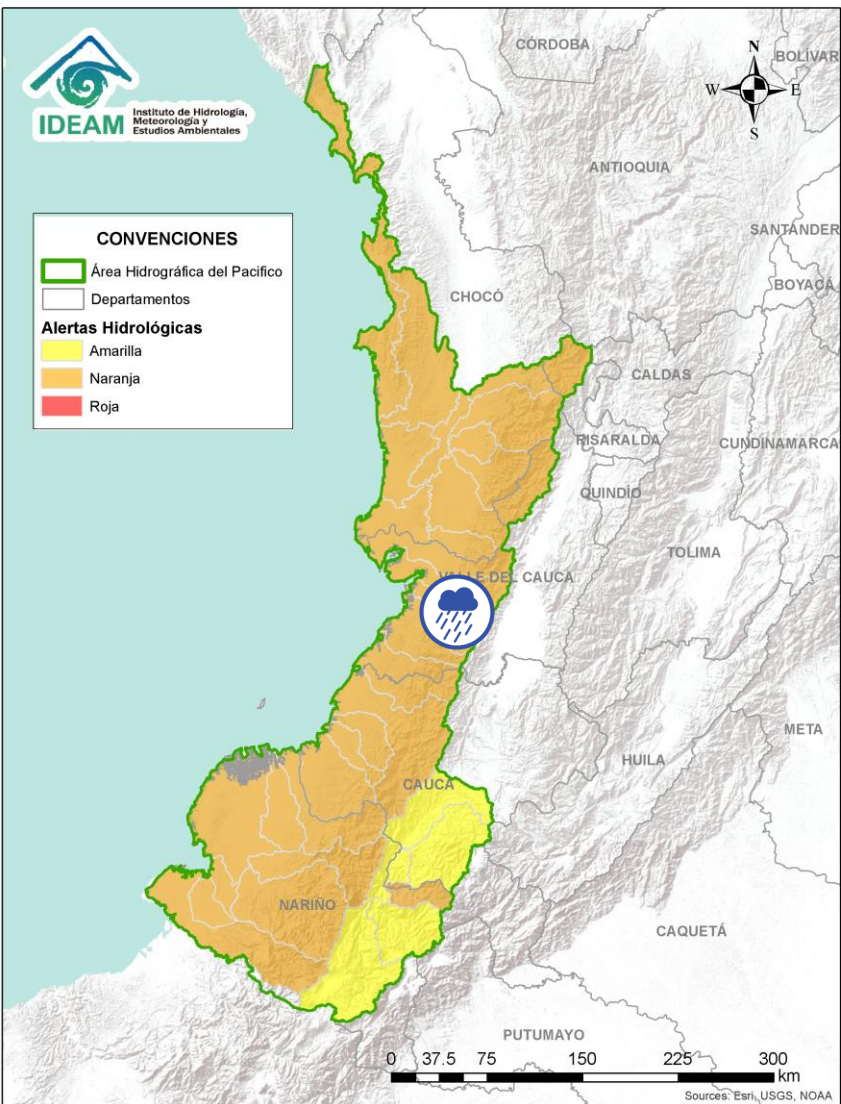 IDEAM
Instituto de Hidrología,
Meteorología y
Estudios Ambientales
CÓRDOBA
BOLÍVAR
N
W
E
S
ANTIOQUIA
SANTANDER
BOYACÁ
CONVENCIONES
Área Hidrográfica del Pacifico
Departamentos
Alertas Hidrológicas
Amarilla
Naranja
Roja
CHOCÓ
CALDAS
RISARALDA
CUNDINAMARCA
QUINDÍO
TOLIMA
VALLE DEL CAUCA
META
HUILA
CAUCA
NARIÑO
CAQUETÁ
PUTUMAYO
0 37.5 75 150 225 300
km
Sources: Esri, USGS, NOAA